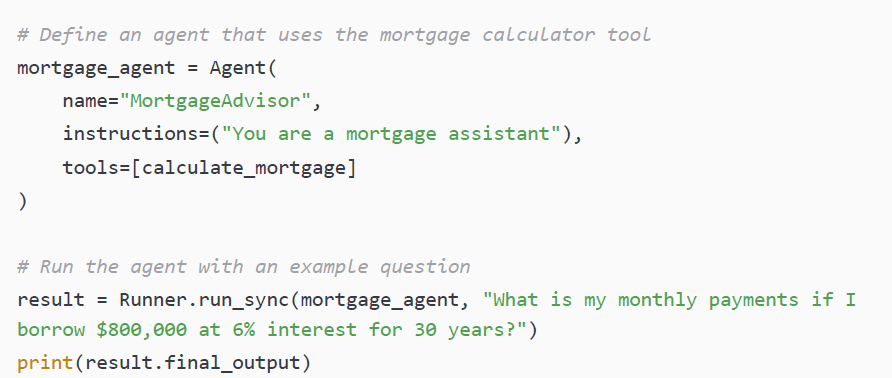 # Define an agent that uses the mortgage calculator tool
mortgage_agent = Agent(
    name="MortgageAdvisor",
    instructions=("You are a mortgage assistant"),
    tools=[calculate_mortgage]
)

# Run the agent with an example question
result = Runner.run_sync(mortgage_agent, "What is my monthly payments if I
borrow $800,000 at 6% interest for 30 years?")
print(result.final_output)